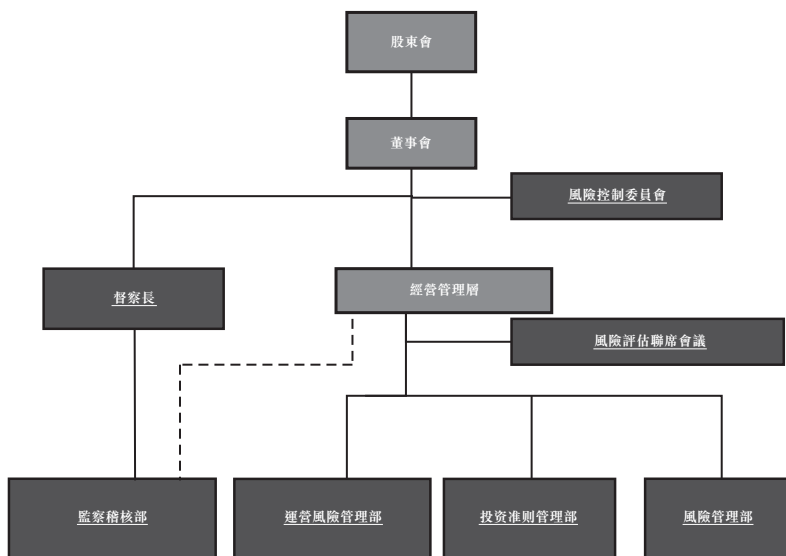 股東會
董事會
風險控制委員會
督察長
經營管理層
風險評估聯席會議
監察稽核部
運營風險管理部
投资准则管理部
風險管理部